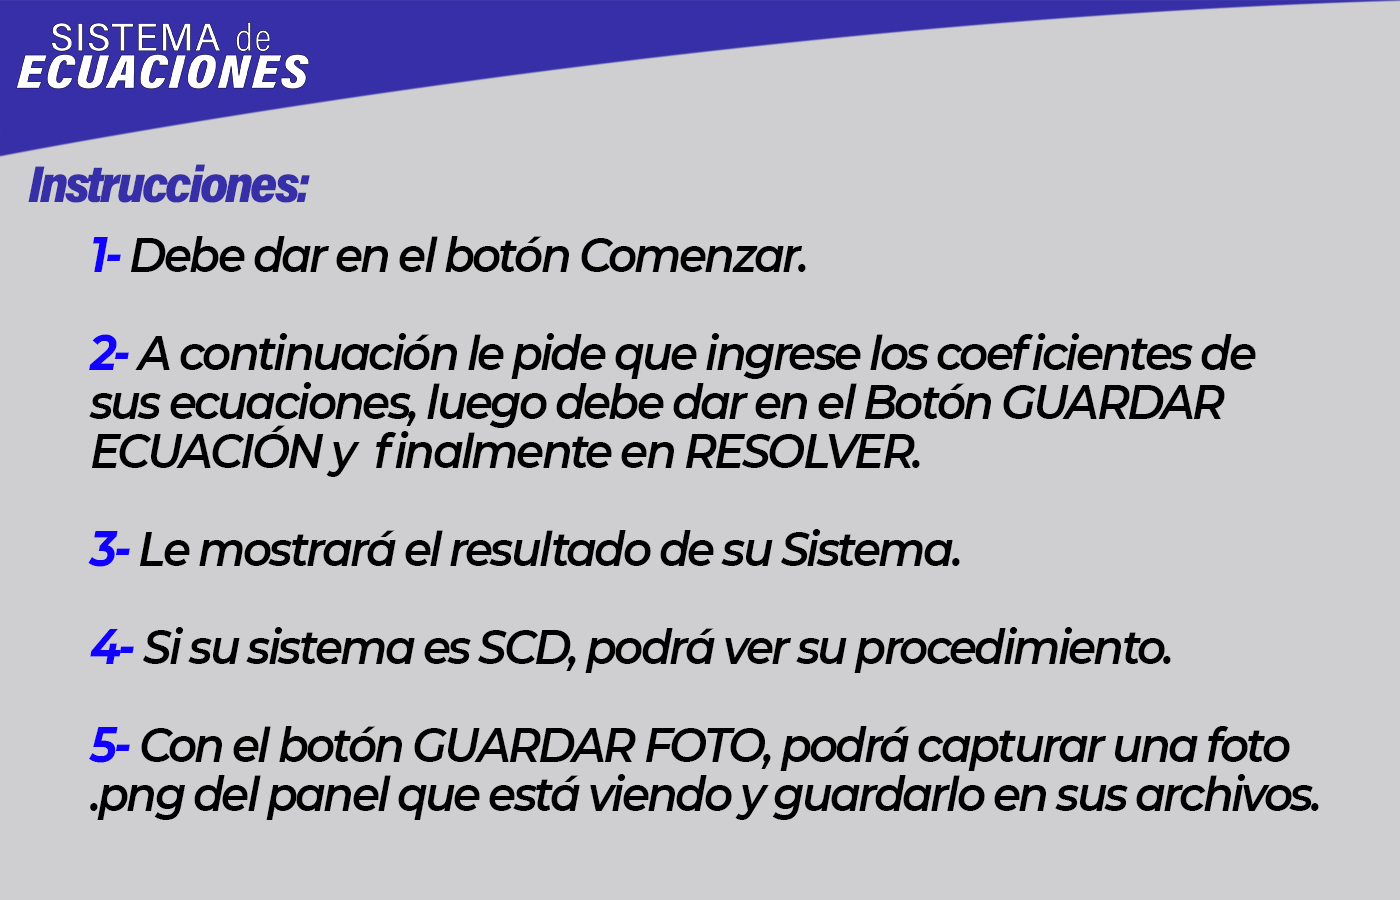 SISTEMA de
ECUACIONES
Instrucciones:
1- Debe dar en el botón Comenzar.
2- A continuación le pide que ingrese los coeficientes de
sus ecuaciones, luego debe dar en el Botón GUARDAR
ECUACIÓN y finalmente en RESOLVER.
3- Le mostrará el resultado de su Sistema.
4- Si su sistema es SCD, podrá ver su procedimiento.
5- Con el botón GUARDAR FOTO, podrá capturar una foto
.png del panel que está viendo y guardarlo en sus archivos.